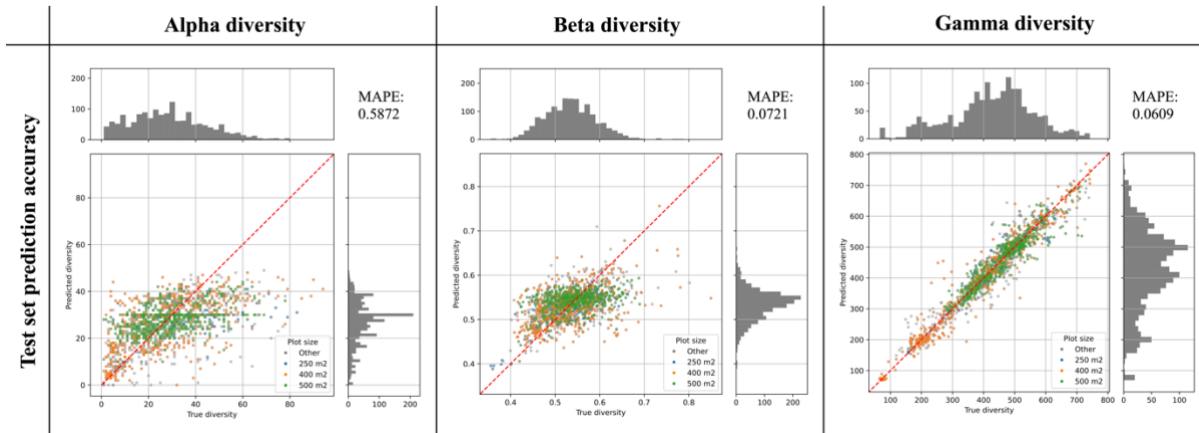 Alpha diversity
Beta diversity
Gamma diversity
Test set prediction accuracy
200
100
0
MAPE:
0.5872
80
60
40
20
0
Predicted diversity
0
20
40
60
80
True diversity
Plot size
Other
250 m2
400 m2
500 m2
0
100
200
200
100
0
MAPE:
0.0721
0.8
0.7
0.6
0.5
0.4
Predicted diversity
0.4
0.5
0.6
0.7
0.8
True diversity
Plot size
Other
250 m2
400 m2
500 m2
0
100
200
100
50
0
MAPE:
0.0609
800
700
600
500
400
300
200
100
Predicted diversity
100
200
300
400
500
600
700
800
True diversity
Plot size
Other
250 m2
400 m2
500 m2
0
50
100